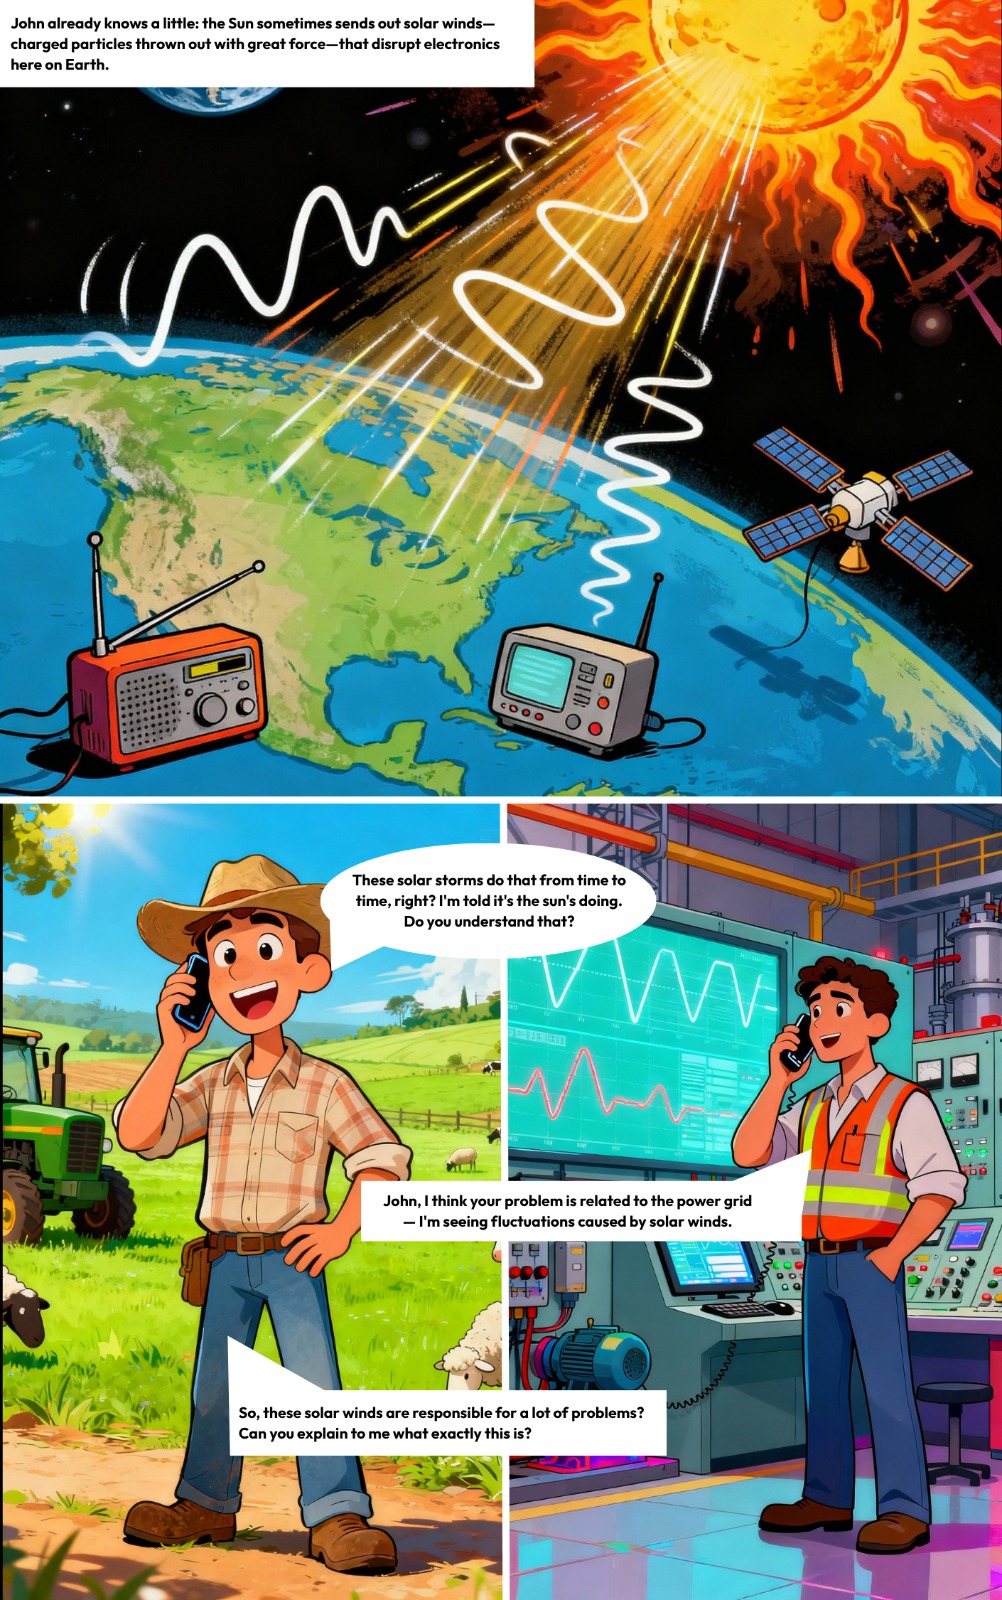 John already knows a little: the Sun sometimes sends out solar winds—
charged particles thrown out with great force—that disrupt electronics
here on Earth.
These solar storms do that from time to
time, right? I'm told it's the sun's doing.
Do you understand that?
John, I think your problem is related to the power grid
— I'm seeing fluctuations caused by solar winds.
So, these solar winds are responsible for a lot of problems?
Can you explain to me what exactly this is?